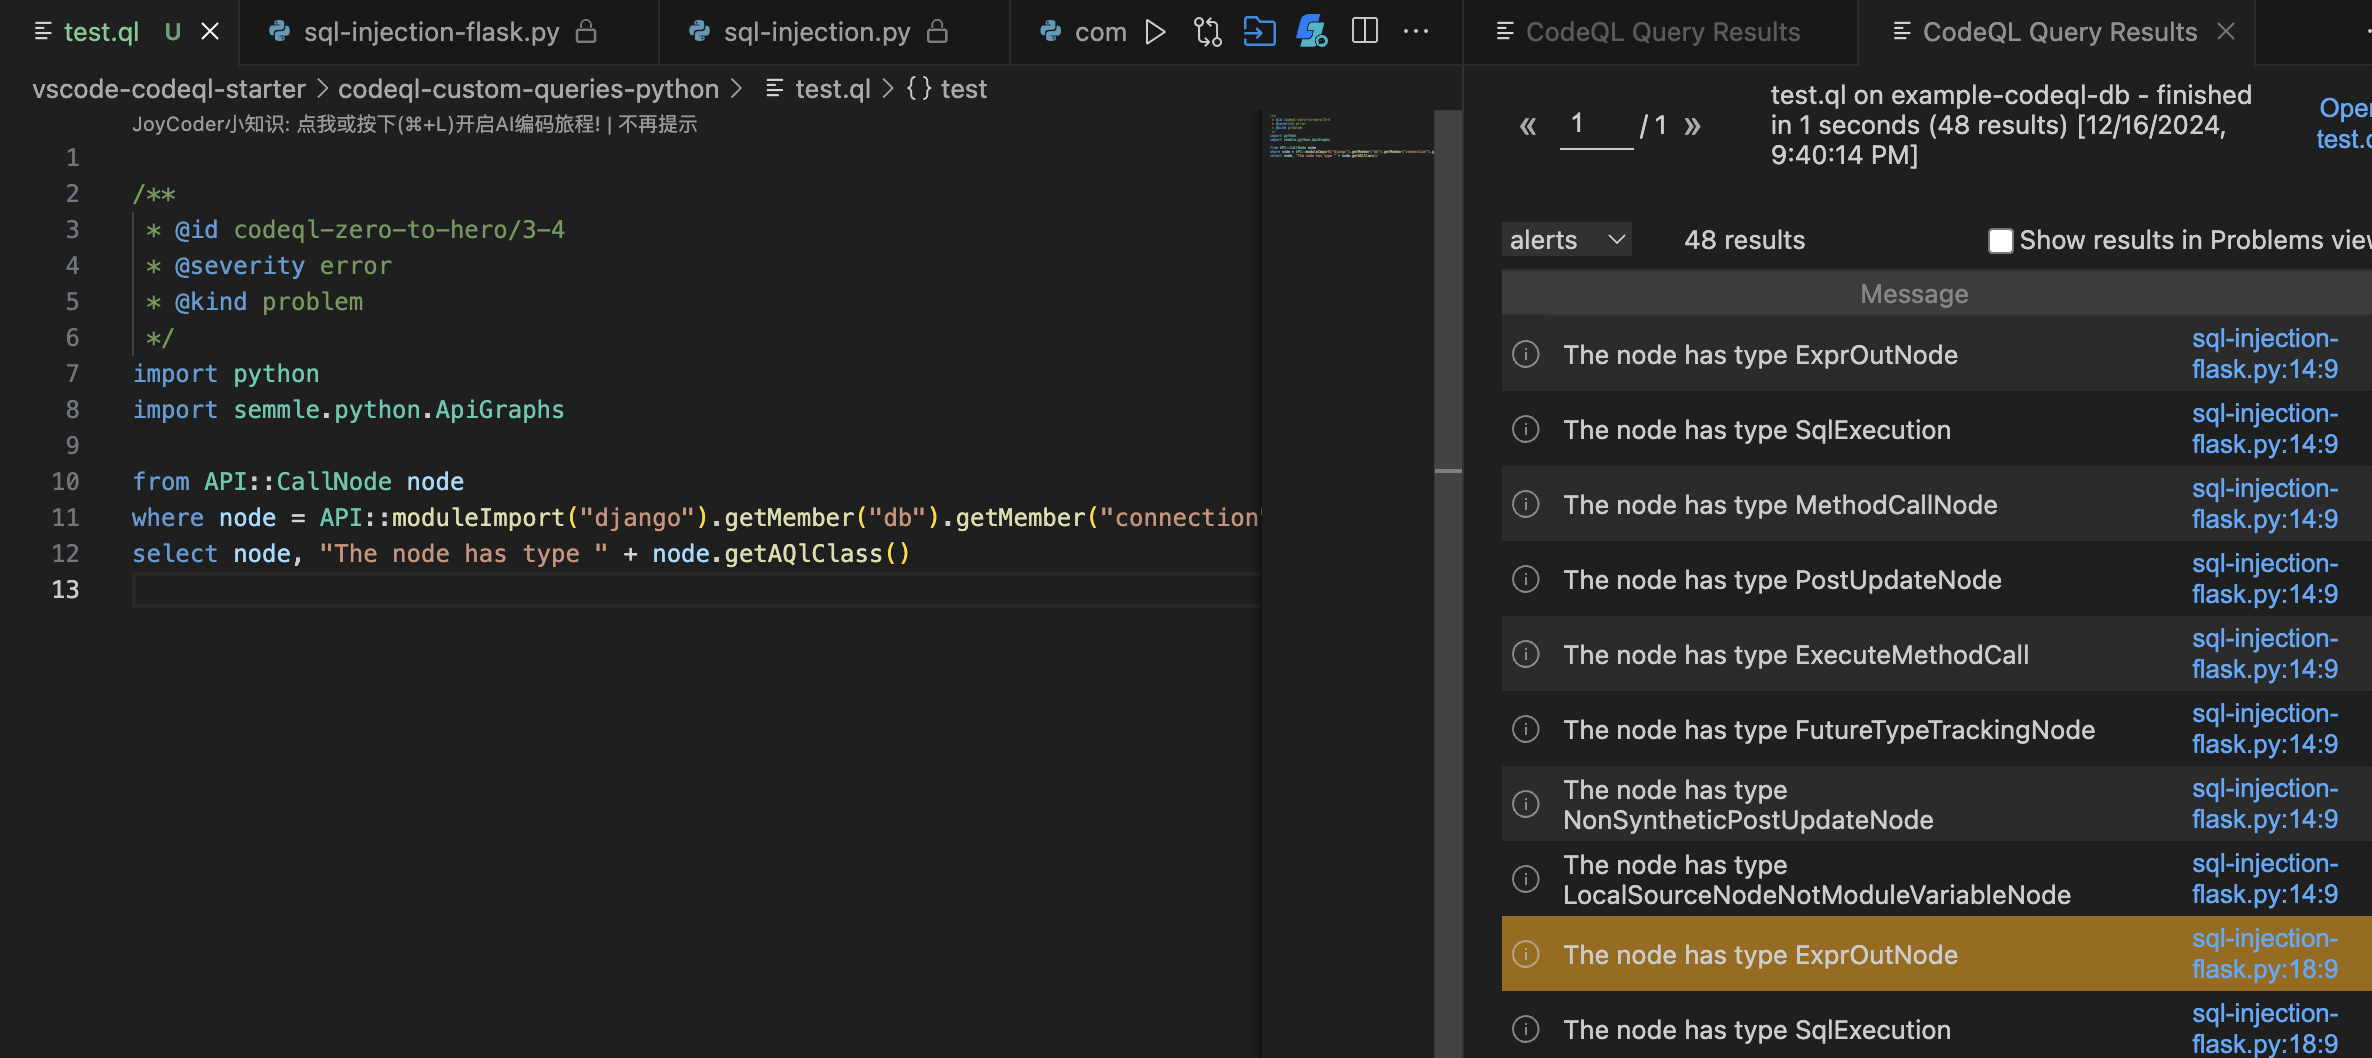 test.ql U
sql-injection-flask.py
sql-injection.py
com
CodeQL Query Results
CodeQL Query Results
vscode-codeql-starter > codeql-custom-queries-python > test.ql > {} test
JoyCoder小知识: 点我或按下(⌘+L)开启AI编码旅程! | 不再提示
1
2 /**
3 * @id codeql-zero-to-hero/3-4
4 * @severity error
5 * @kind problem
6 */
7 import python
8 import semmle.python.ApiGraphs
9
10 from API::CallNode node
11 where node = API::moduleImport("django").getMember("db").getMember("connection"
12 select node, "The node has type " + node.getAQlClass()
13
« 1 / 1 »
test.ql on example-codeql-db - finished
in 1 seconds (48 results) [12/16/2024,
9:40:14 PM]
Open
test.q
alerts
48 results
Show results in Problems view
Message
The node has type ExprOutNode
sql-injection-
flask.py:14:9
The node has type SqlExecution
sql-injection-
flask.py:14:9
The node has type MethodCallNode
sql-injection-
flask.py:14:9
The node has type PostUpdateNode
sql-injection-
flask.py:14:9
The node has type ExecuteMethodCall
sql-injection-
flask.py:14:9
The node has type FutureTypeTrackingNode
sql-injection-
flask.py:14:9
The node has type
NonSyntheticPostUpdateNode
sql-injection-
flask.py:14:9
The node has type
LocalSourceNodeNotModuleVariableNode
sql-injection-
flask.py:14:9
The node has type ExprOutNode
sql-injection-
flask.py:18:9
The node has type SqlExecution
sql-injection-
flask.py:18:9